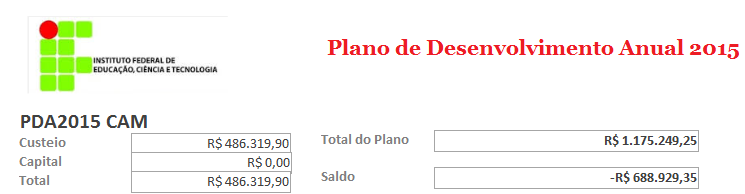 INSTITUTO FEDERAL DE
EDUCAÇÃO, CIÊNCIA E TECNOLOGIA
Plano de Desenvolvimento Anual 2015
PDA2015 CAM
Custeio R$ 486.319,90
Capital R$ 0,00
Total R$ 486.319,90
Total do Plano R$ 1.175.249,25
Saldo -R$ 688.929,35